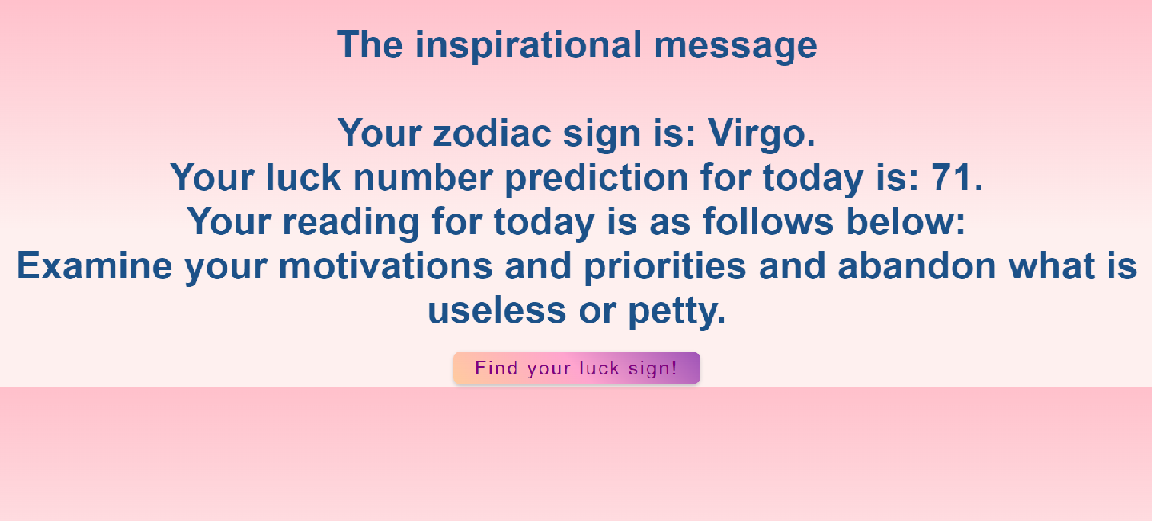 The inspirational message
Your zodiac sign is: Virgo.
Your luck number prediction for today is: 71.
Your reading for today is as follows below:
Examine your motivations and priorities and abandon what is
useless or petty.
Find your luck sign!